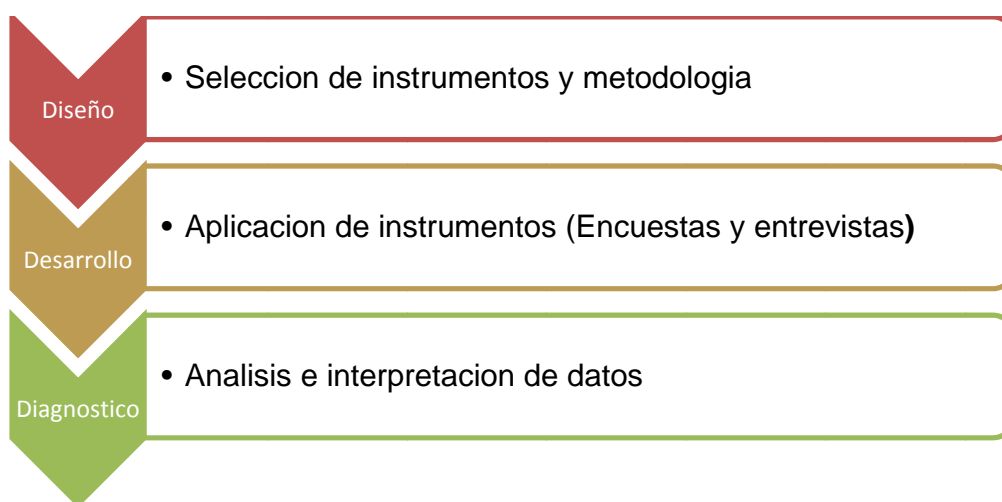 Diseño
• Seleccion de instrumentos y metodologia
Desarrollo
• Aplicacion de instrumentos (Encuestas y entrevistas)
Diagnostico
• Analisis e interpretacion de datos